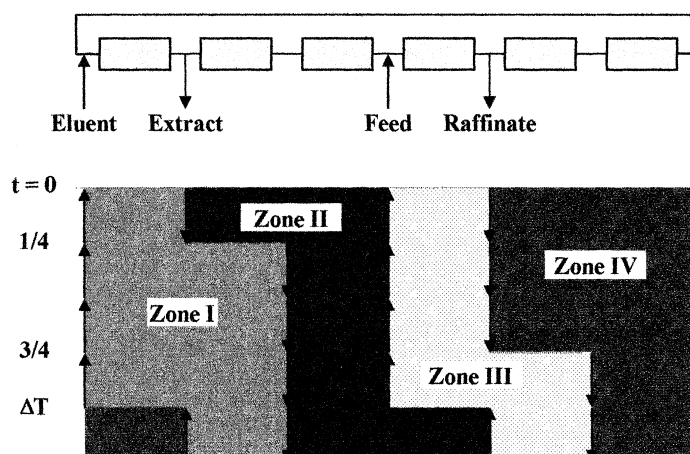 Eluent Extract Feed Raffinate
t = 0
Zone II
1/4
Zone IV
Zone I
3/4
Zone III
ΔT